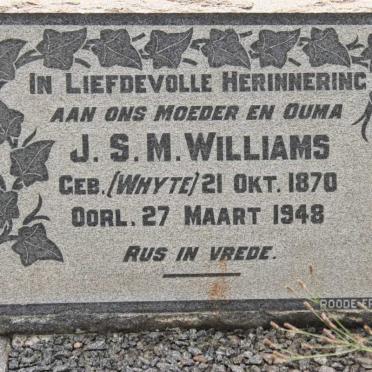 In Liefdevolle Herinnering
aan ons Moeder en Ouma
J. S. M. Williams
Geb. (Whyte) 21 Okt. 1870
Oorl. 27 Maart 1948
Rus in vrede.
Roode